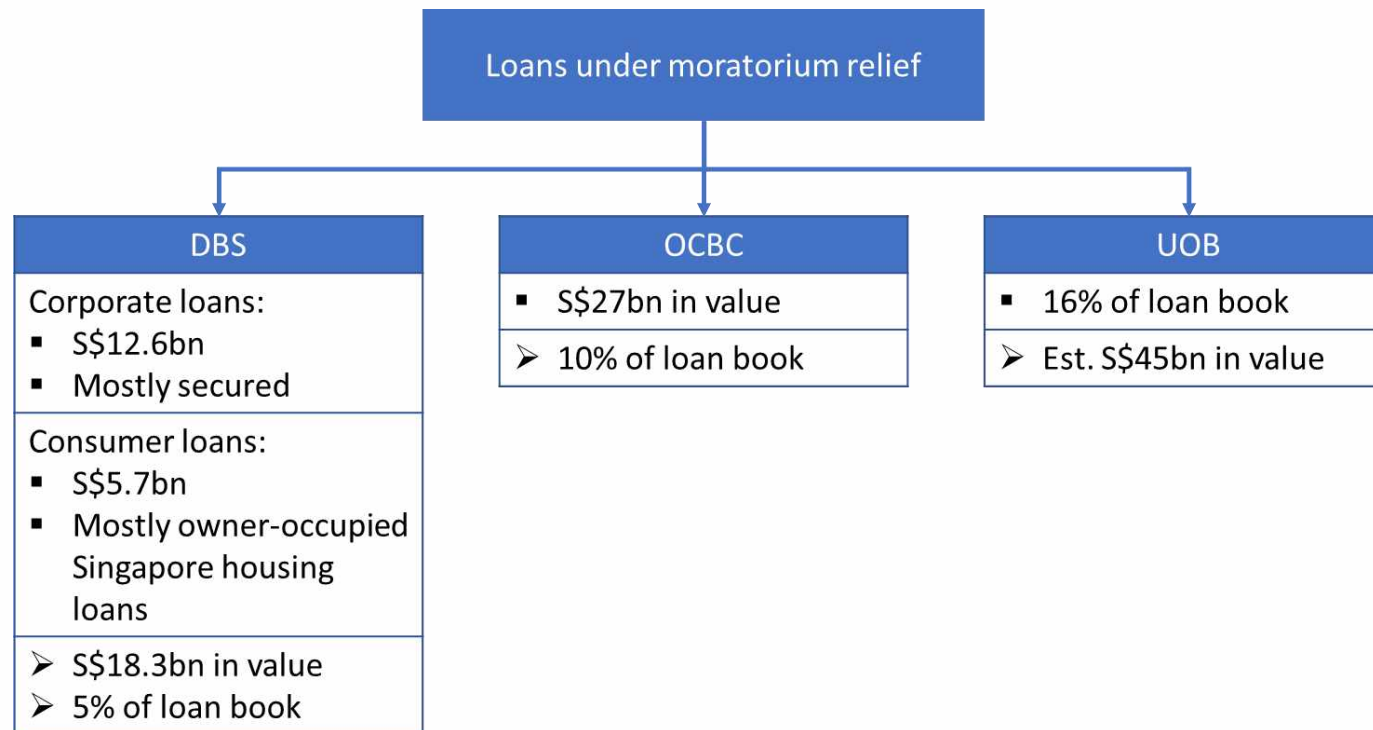 Loans under moratorium relief
DBS
Corporate loans:
▪ S$12.6bn
▪ Mostly secured
Consumer loans:
▪ S$5.7bn
▪ Mostly owner-occupied
Singapore housing
loans
➢ S$18.3bn in value
➢ 5% of loan book
OCBC
▪ S$27bn in value
➢ 10% of loan book
UOB
▪ 16% of loan book
➢ Est. S$45bn in value